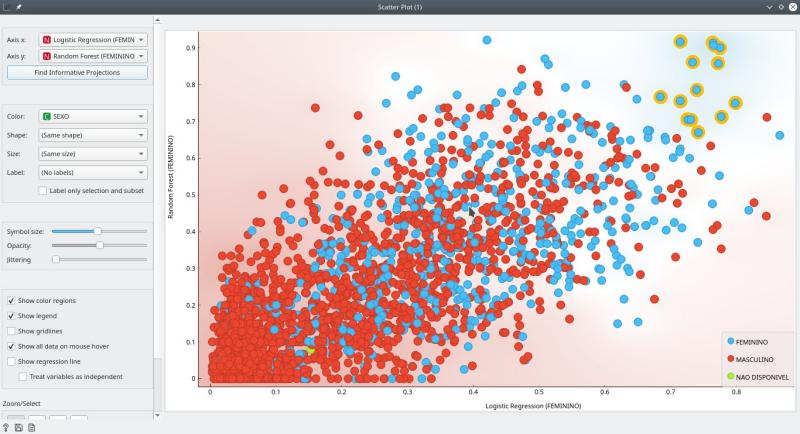 Scatter Plot (1)
Axis x: N Logistic Regression (FEMIN
Axis y: N Random Forest (FEMININO
Find Informative Projections
Color: C SEXO
Shape: (Same shape)
Size: (Same size)
Label: (No labels)
Label only selection and subset
Symbol size:
Opacity:
Jittering
Show color regions
Show legend
Show gridlines
Show all data on mouse hover
Show regression line
Treat variables as independent
Zoom/Select
Random Forest (FEMININO)
0.9
0.8
0.7
0.6
0.5
0.4
0.3
0.2
0.1
0
0 0.1 0.2 0.3 0.4 0.5 0.6 0.7 0.8
Logistic Regression (FEMININO)
FEMININO
MASCULINO
NAO DISPONIVEL
?